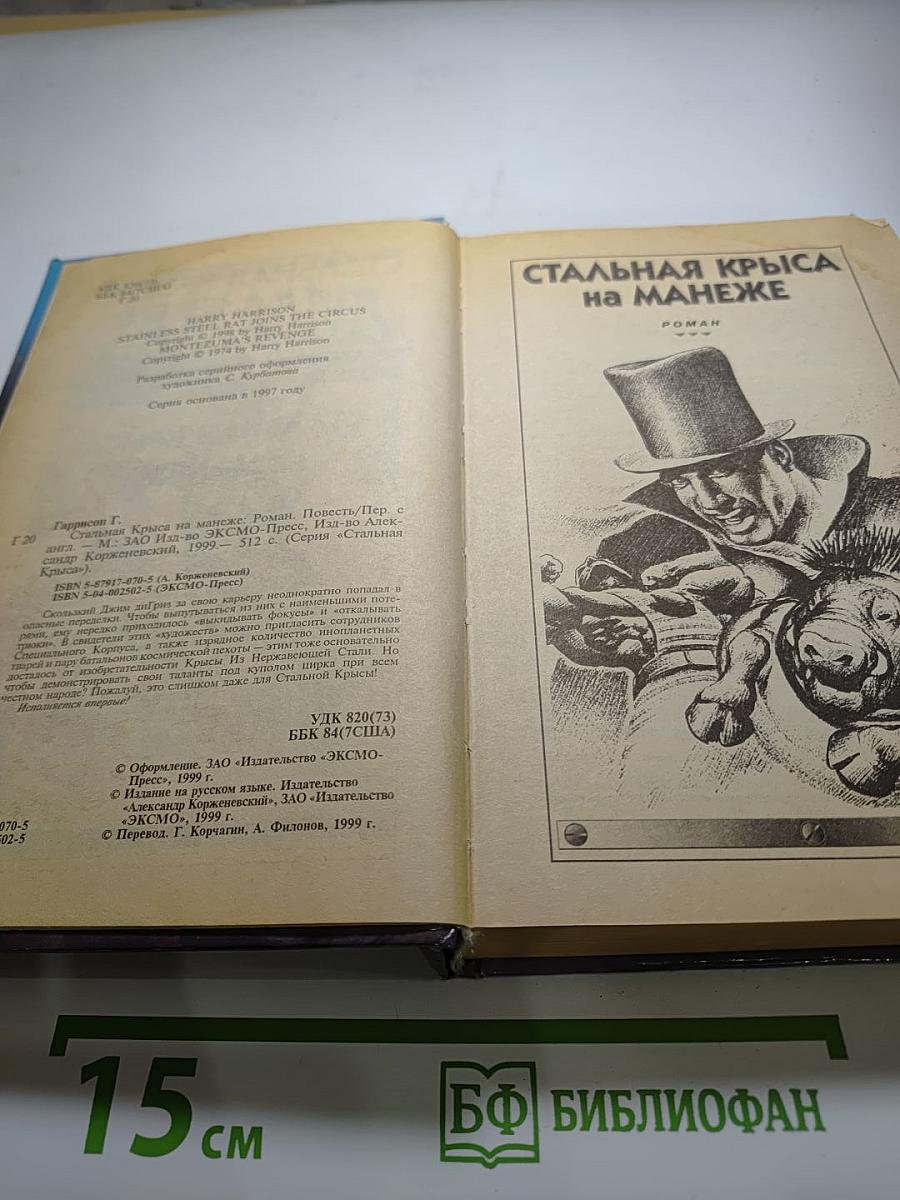 УДК 820(73)
ББК 84(7США)
Г 20
HARRY HARRISON
STAINLESS STEEL RAT JOINS THE CIRCUS
Copyright © 1998 by Harry Harrison
MONTEZUMA'S REVENGE
Copyright © 1974 by Harry Harrison
Разработка серийного оформления
художника С. Курбатова
Серия основана в 1997 году
Гаррисон Г.
Г 20 Стальная Крыса на манеже: Роман. Повесть/Пер. с
англ. — М.: ЗАО Изд-во ЭКСМО-Пресс, Изд-во Алек-
сандр Корженевский, 1999.— 512 с. (Серия «Стальная
Крыса»).
ISBN 5-87917-070-5 (А. Корженевский)
ISBN 5-04-002502-5 (ЭКСМО-Пресс)
Скользкий Джим диГриз за свою карьеру неоднократно попадал в
опасные переделки. Чтобы выпутываться из них с наименьшими поте-
рями, ему нередко приходилось «выкидывать фокусы» и «откалывать
трюки». В свидетели этих «художеств» можно пригласить сотрудников
Специального Корпуса, а также изрядное количество инопланетных
тварей и пару батальонов космической пехоты — этим тоже основательно
досталось от изобретательности Крысы Из Нержавеющей Стали. Но
чтобы демонстрировать свои таланты под куполом цирка при всем
честном народе? Пожалуй, это слишком даже для Стальной Крысы!
Исполняется впервые!
УДК 820(73)
ББК 84(7США)
© Оформление. ЗАО «Издательство «ЭКСМО-
Пресс», 1999 г.
© Издание на русском языке. Издательство
«Александр Корженевский», ЗАО «Издательство
«ЭКСМО», 1999 г.
© Перевод. Г. Корчагин, А. Филонов, 1999 г.
070-5
502-5
СТАЛЬНАЯ КРЫСА
на МАНЕЖЕ
РОМАН
15 см
БФ БИБЛИОФАН